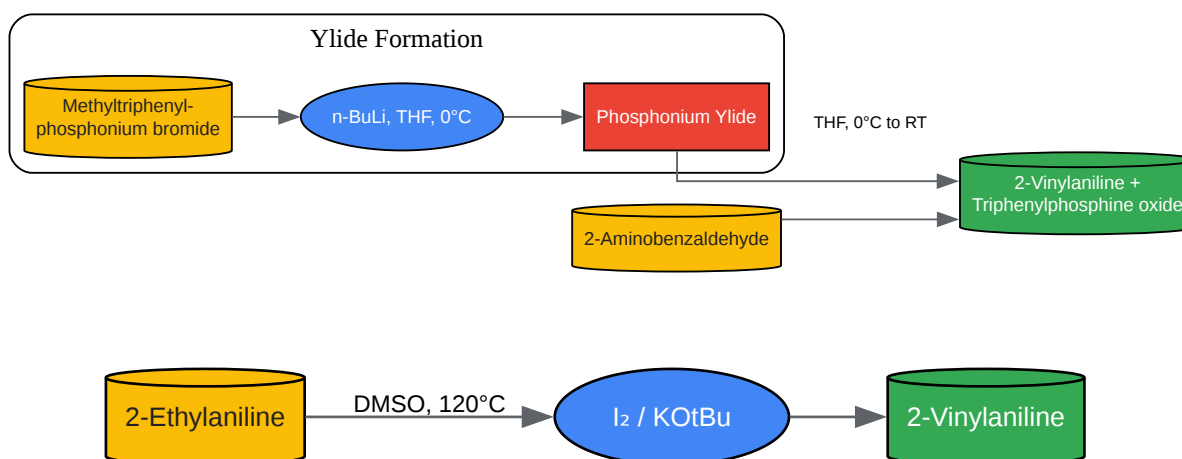 Ylide Formation
Methyltriphenyl-
phosphonium bromide
n-BuLi, THF, 0°C
Phosphonium Ylide
THF, 0°C to RT
2-Vinylaniline +
Triphenylphosphine oxide
2-Aminobenzaldehyde
2-Ethylaniline
DMSO, 120°C
I₂ / KOtBu
2-Vinylaniline